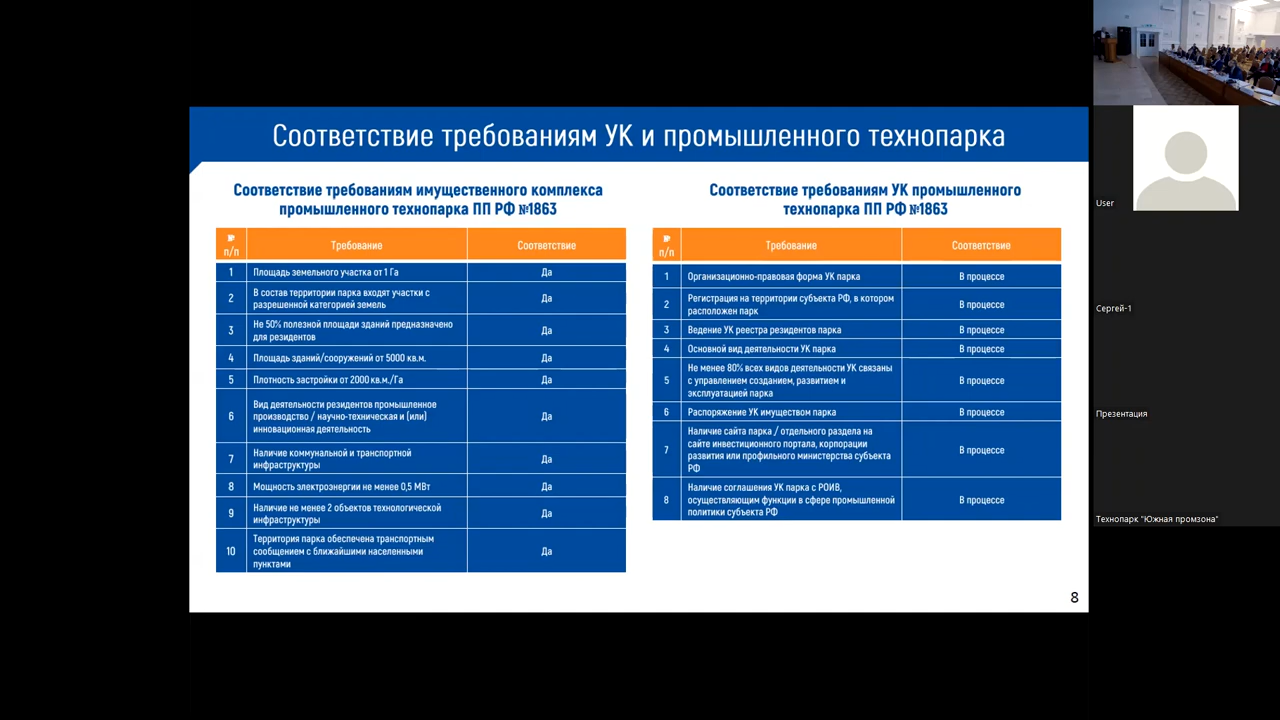 Соответствие требованиям УК и промышленного технопарка
Соответствие требованиям имущественного комплекса
промышленного технопарка ПП РФ №1863
№
п/п
Требование
Соответствие
1
Площадь земельного участка от 1 Га
Да
2
В состав территории парка входят участки с
разрешенной категорией земель
Да
3
Не 50% полезной площади зданий предназначено
для резидентов
Да
4
Площадь зданий/сооружений от 5000 кв.м.
Да
5
Плотность застройки от 2000 кв.м./Га
Да
6
Вид деятельности резидентов промышленное
производство / научно-техническая и (или)
инновационная деятельность
Да
7
Наличие коммунальной и транспортной
инфраструктуры
Да
8
Мощность электроэнергии не менее 0,5 МВт
Да
9
Наличие не менее 2 объектов технологической
инфраструктуры
Да
10
Территория парка обеспечена транспортным
сообщением с ближайшими населенными
пунктами
Да
Соответствие требованиям УК промышленного
технопарка ПП РФ №1863
№
п/п
Требование
Соответствие
1
Организационно-правовая форма УК парка
В процессе
2
Регистрация на территории субъекта РФ, в котором
расположен парк
В процессе
3
Ведение УК реестра резидентов парка
В процессе
4
Основной вид деятельности УК парка
В процессе
5
Не менее 80% всех видов деятельности УК связаны
с управлением созданием, развитием и
эксплуатацией парка
В процессе
6
Распоряжение УК имуществом парка
В процессе
7
Наличие сайта парка / отдельного раздела на
сайте инвестиционного портала, корпорации
развития или профильного министерства субъекта
РФ
В процессе
8
Наличие соглашения УК парка с РОИВ,
осуществляющим функции в сфере промышленной
политики субъекта РФ
В процессе
8
User
Сергей-1
Презентация
Технопарк "Южная промзона"